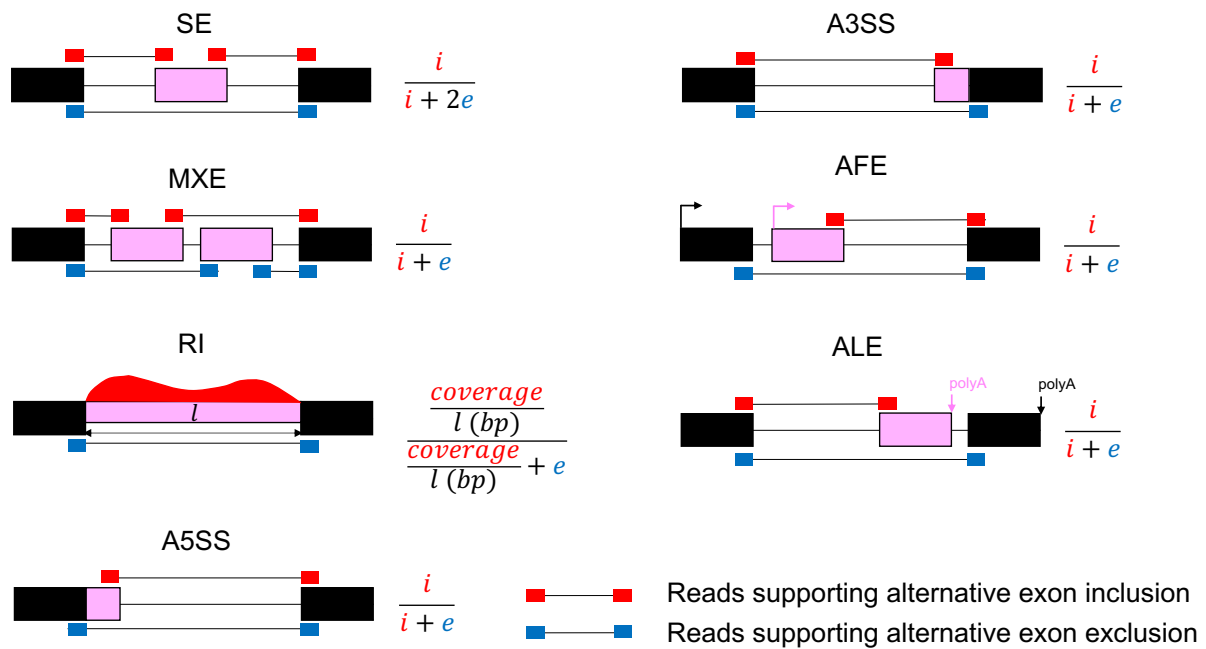 SE
i
i + 2e
MXE
i
i + e
RI
l
coverage
l (bp)
coverage
l (bp)
+ e
A5SS
i
i + e
A3SS
i
i + e
AFE
i
i + e
ALE
polyA
polyA
i
i + e
Reads supporting alternative exon inclusion
Reads supporting alternative exon exclusion